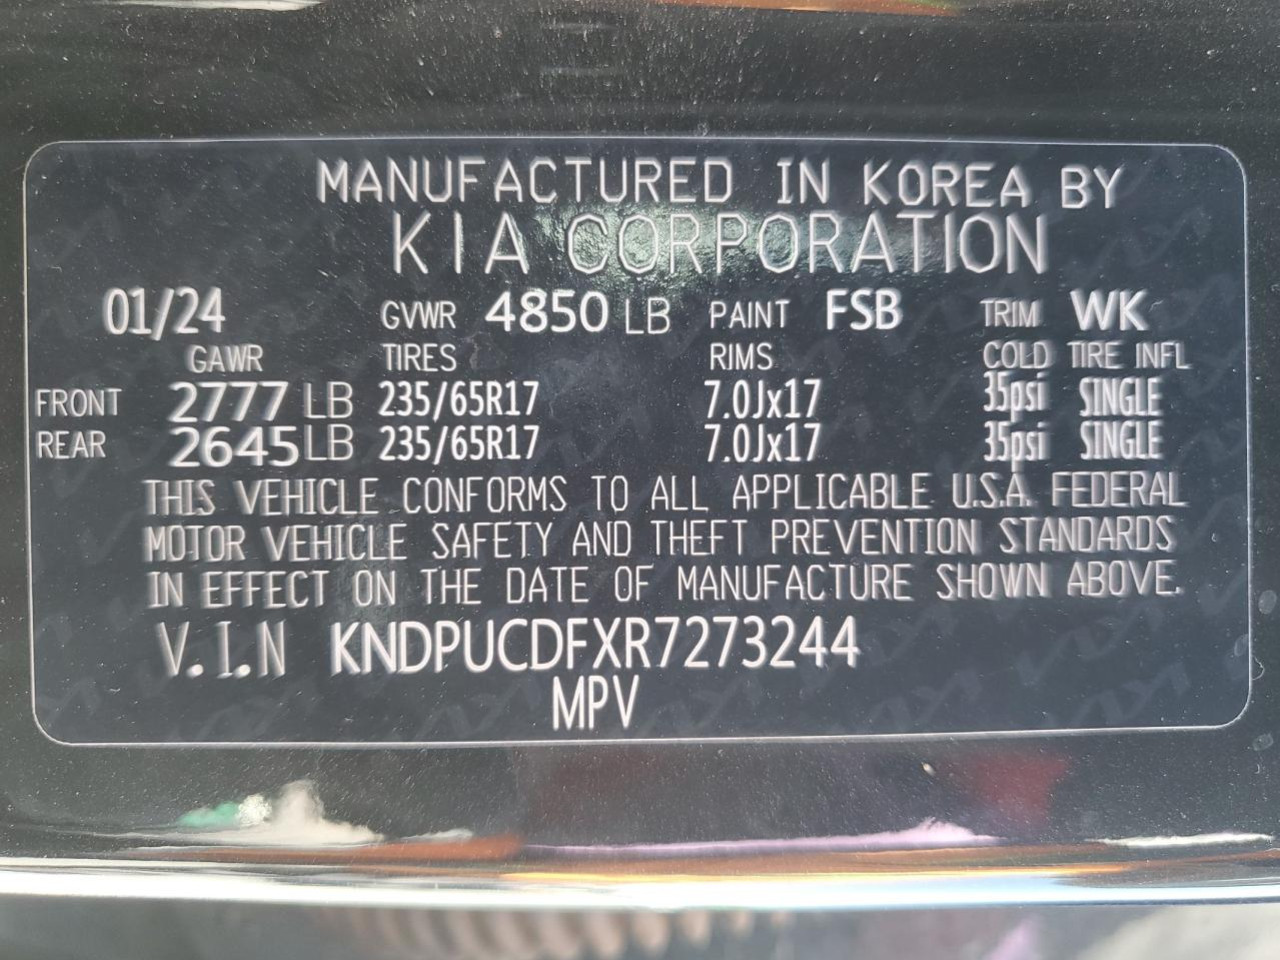 MANUFACTURED IN KOREA BY
KIA CORPORATION
01/24 GVWR 4850 LB PAINT FSB TRIM WK
GAWR TIRES RIMS COLD TIRE INFL
FRONT 2777 LB 235/65R17 7.0Jx17 35psi SINGLE
REAR 2645 LB 235/65R17 7.0Jx17 35psi SINGLE
THIS VEHICLE CONFORMS TO ALL APPLICABLE U.S.A. FEDERAL
MOTOR VEHICLE SAFETY AND THEFT PREVENTION STANDARDS
IN EFFECT ON THE DATE OF MANUFACTURE SHOWN ABOVE.
V.I.N KNDPUCDFXR7273244
MPV